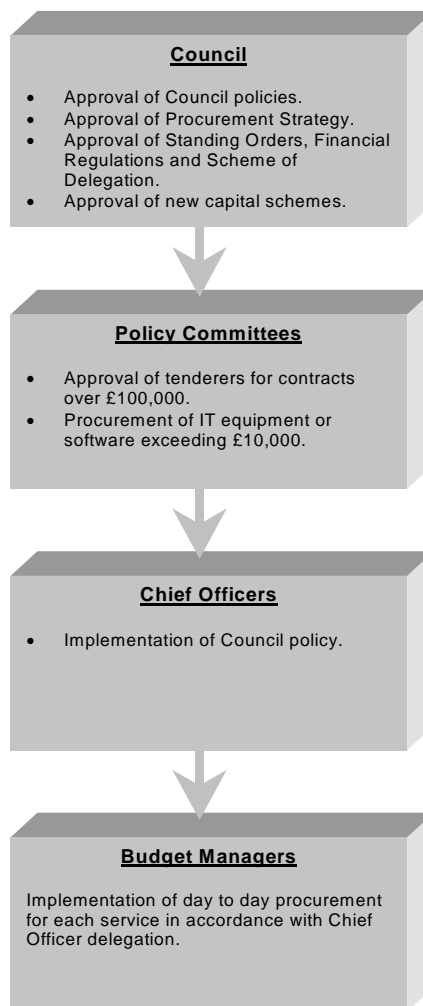 Council
• Approval of Council policies.
• Approval of Procurement Strategy.
• Approval of Standing Orders, Financial
Regulations and Scheme of
Delegation.
• Approval of new capital schemes.
Policy Committees
• Approval of tenderers for contracts
over £100,000.
• Procurement of IT equipment or
software exceeding £10,000.
Chief Officers
• Implementation of Council policy.
Budget Managers
Implementation of day to day procurement
for each service in accordance with Chief
Officer delegation.